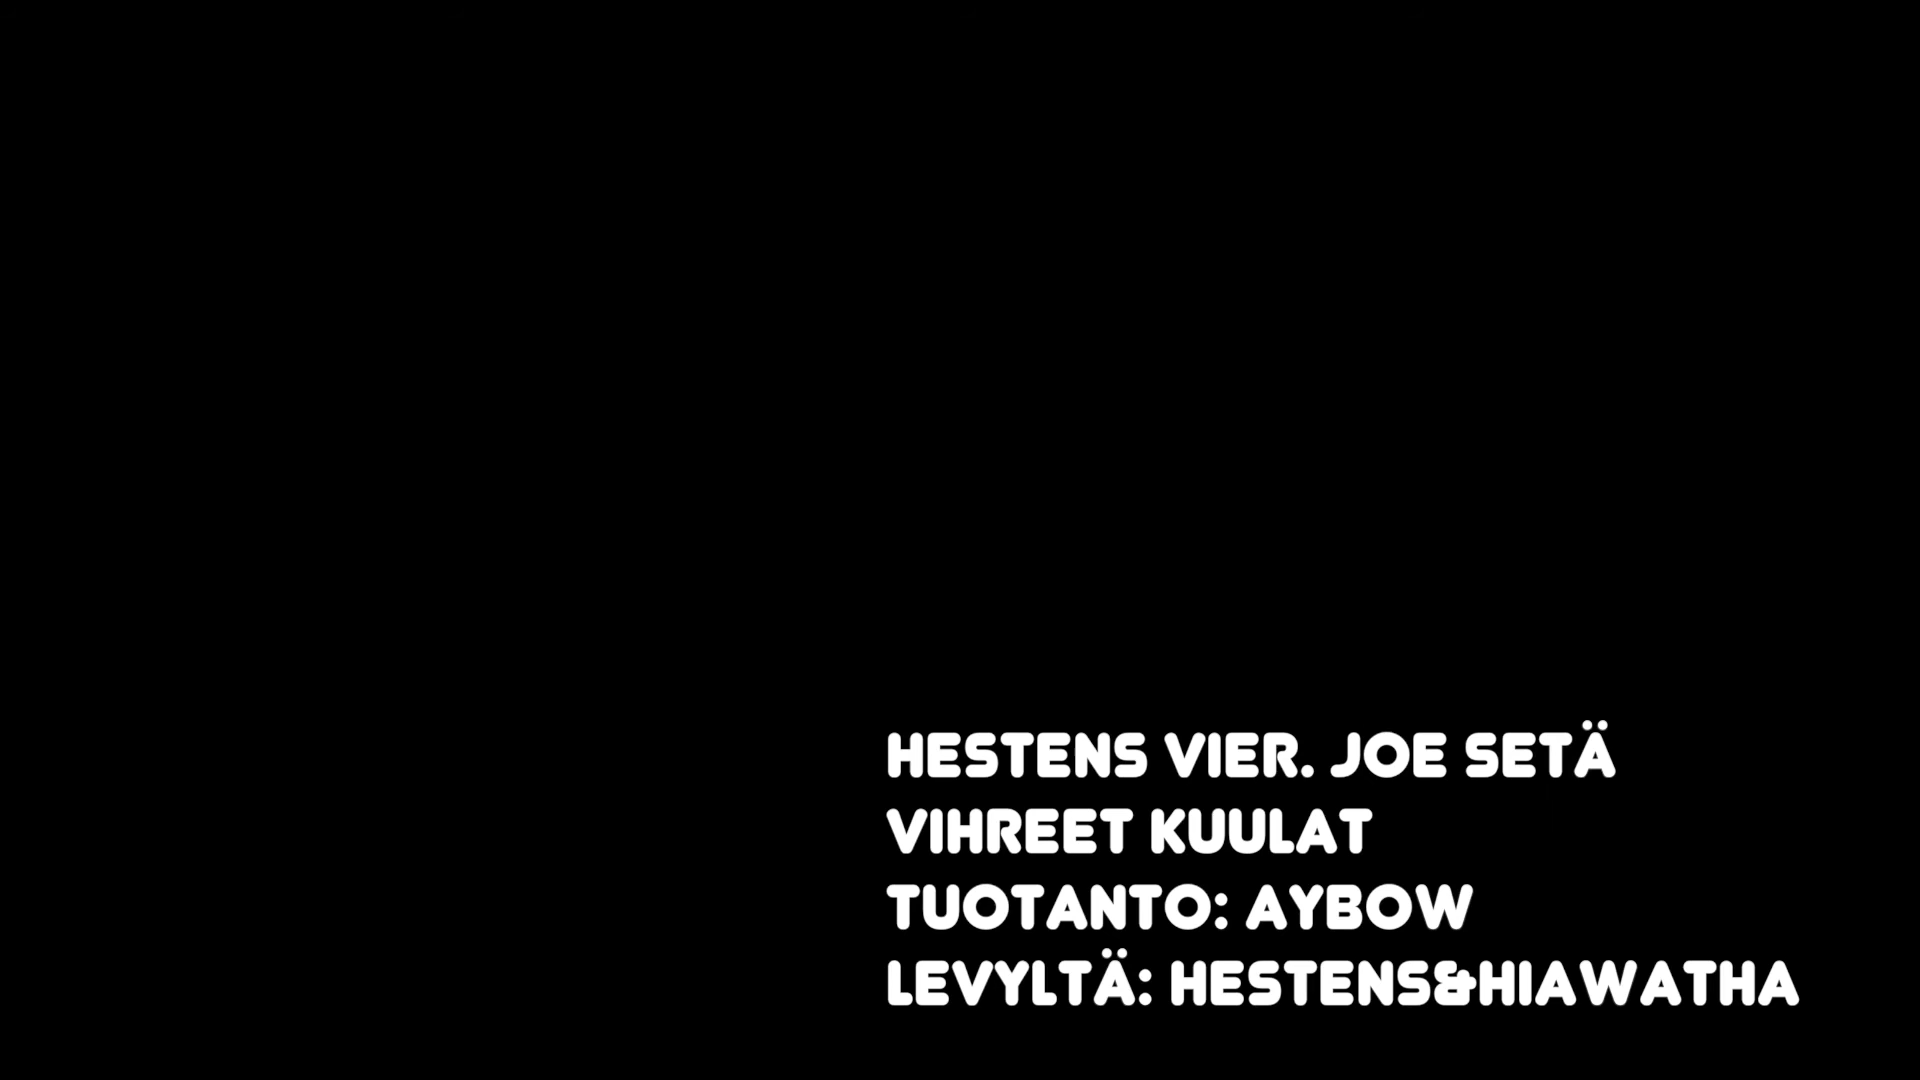 HESTENS VIER. JOE SETÄ
VIHREET KUULAT
TUOTANTO: AYBOW
LEVYLTÄ: HESTENS&HIAWATHA